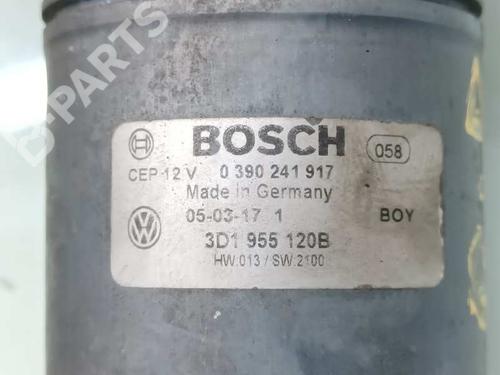 B-PARTS
BOSCH
058
CEP 12 V 0 390 241 917
Made in Germany
05-03-17 1 BOY
3D1 955 120B
HW.013 / SW.2100